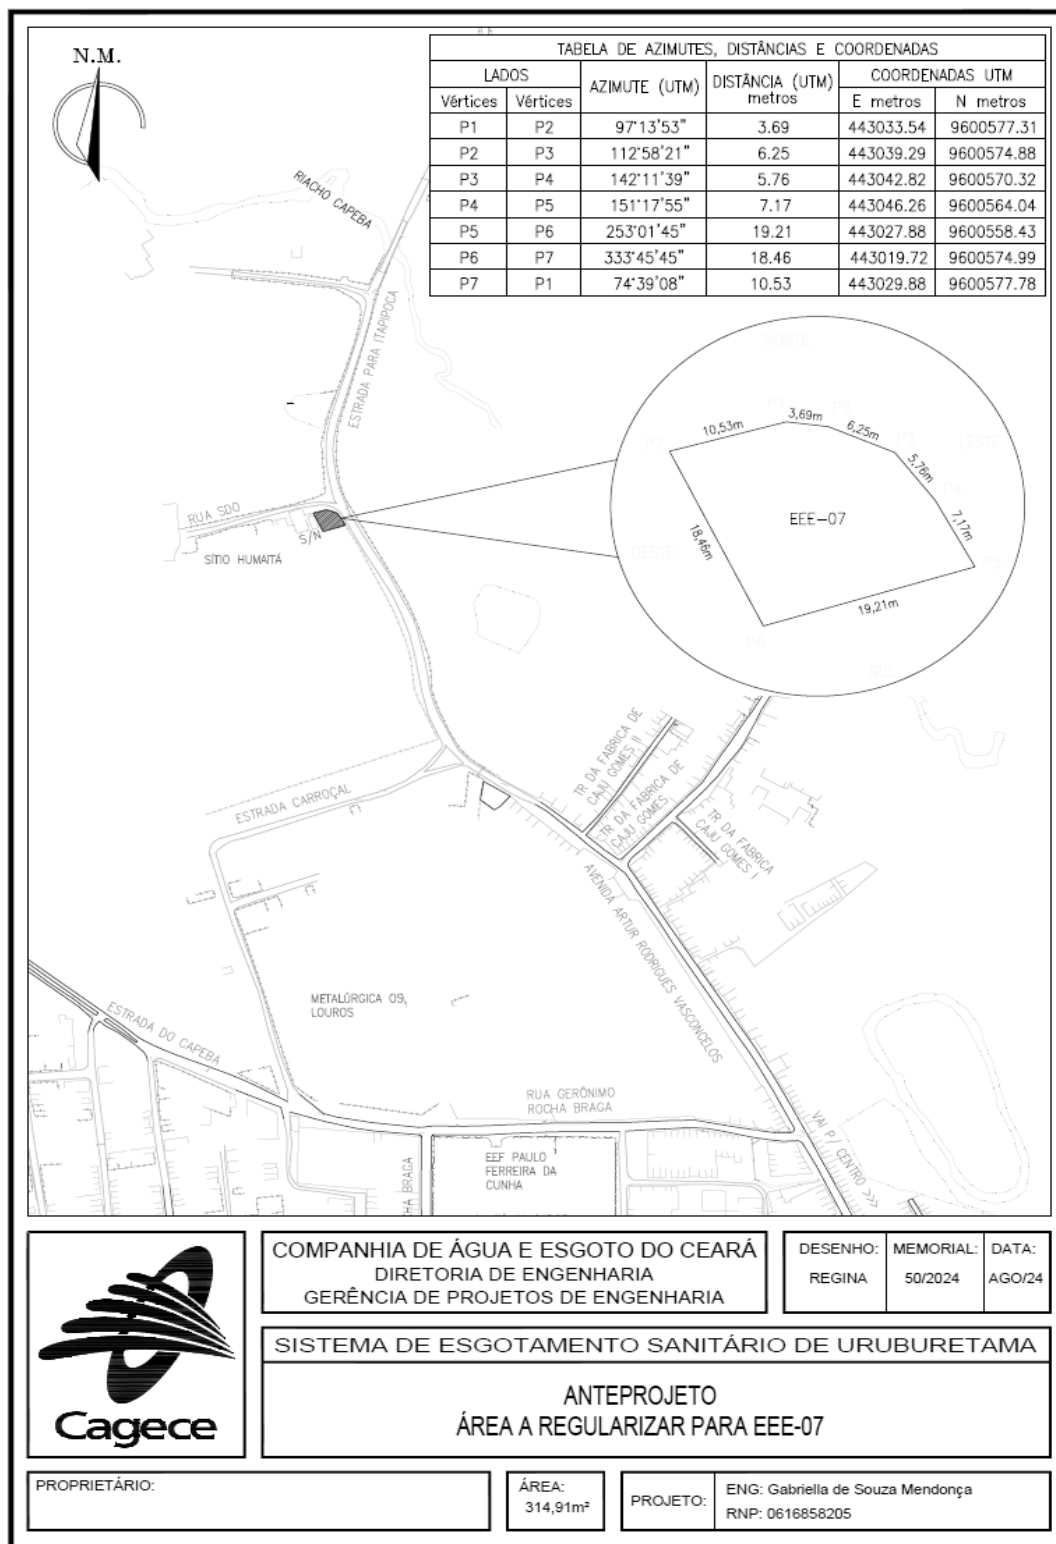 N.M.
TABELA DE AZIMUTES, DISTÂNCIAS E COORDENADAS
LADOS AZIMUTE (UTM) DISTÂNCIA (UTM) metros COORDENADAS UTM
Vértices Vértices E metros N metros
P1 P2 97°13'53" 3.69 443033.54 9600577.31
P2 P3 112°58'21" 6.25 443039.29 9600574.88
P3 P4 142°11'39" 5.76 443042.82 9600570.32
P4 P5 151°17'55" 7.17 443046.26 9600564.04
P5 P6 253°01'45" 19.21 443027.88 9600558.43
P6 P7 333°45'45" 18.46 443019.72 9600574.99
P7 P1 74°39'08" 10.53 443029.88 9600577.78
RIACHO CAPEBA
ESTRADA PARA ITAPIPOCA
NORTE
P1
P2
3,69m
10,53m
6,25m
P7
P3
LESTE
5,76m
P4
7,17m
EEE-07
18,46m
OESTE
P5
19,21m
P6
SUL
RUA SDO
S/N
SÍTIO HUMAITÁ
TR DA FABRICA DE
CAJU GOMES II
TR DA FABRICA DE
CAJU GOMES
TR DA FABRICA
CAJU GOMES I
ESTRADA CARROÇAL
AVENIDA ARTUR RODRIGUES VASCONCELOS
METALÚRGICA O9,
LOUROS
ESTRADA DO CAPEBA
RUA GERÔNIMO
ROCHA BRAGA
VAI P/ CENTRO >>>
EEF PAULO
FERREIRA DA
CUNHA
HA BRAGA
Cagece
COMPANHIA DE ÁGUA E ESGOTO DO CEARÁ
DIRETORIA DE ENGENHARIA
GERÊNCIA DE PROJETOS DE ENGENHARIA
DESENHO: MEMORIAL: DATA:
REGINA 50/2024 AGO/24
SISTEMA DE ESGOTAMENTO SANITÁRIO DE URUBURETAMA
ANTEPROJETO
ÁREA A REGULARIZAR PARA EEE-07
PROPRIETÁRIO:
ÁREA:
314,91m²
PROJETO:
ENG: Gabriella de Souza Mendonça
RNP: 0616858205